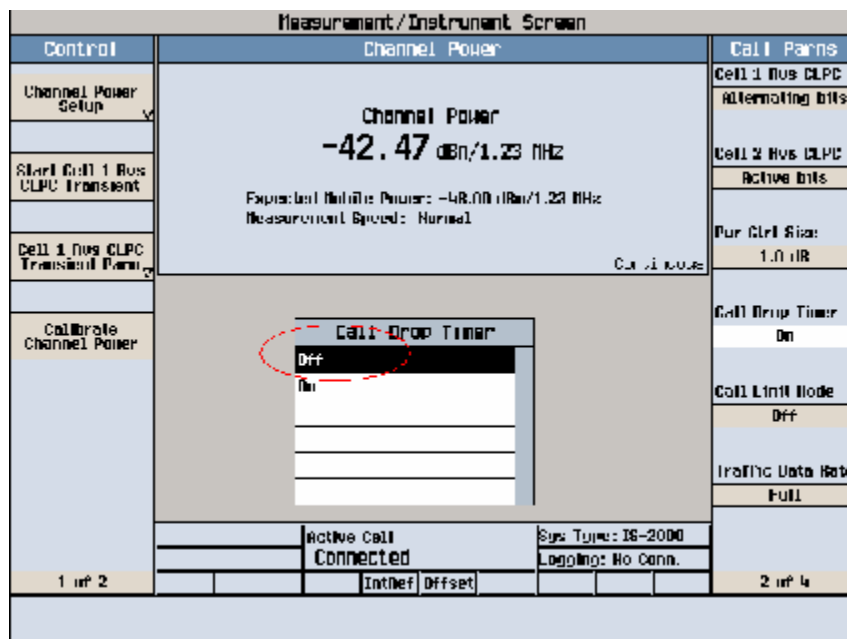 Measurement/Instrument Screen
Control
Channel Power
Call Parms
Channel Power
Setup
Start Cell 1 Rvs
CLPC Transient
Cell 1 Rvs CLPC
Transient Parm
Calibrate
Channel Power
1 of 2
Channel Power
-42.47 dBm/1.23 MHz
Expected Mobile Power: -48.00 dBm/1.23 MHz
Measurement Speed: Normal
Continuous
Call Drop Timer
Off
On
Active Cell
Connected
Sys Type: IS-2000
Logging: No Conn.
IntRef Offset
Cell 1 Rvs CLPC
Alternating bits
Cell 2 Rvs CLPC
Active bits
Pwr Ctrl Size
1.0 dB
Call Drop Timer
On
Call Limit Mode
Off
Traffic Data Rate
Full
2 of 4